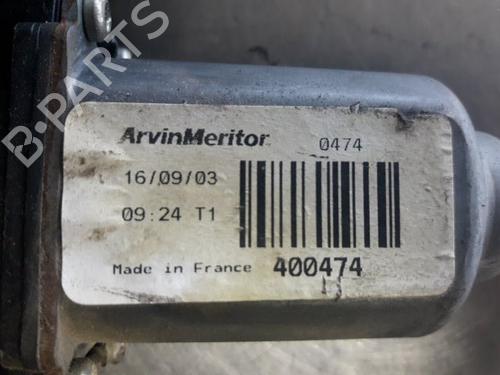 B-PARTS
ArvinMeritor 0474
16/09/03
09:24 T1
Made in France 400474